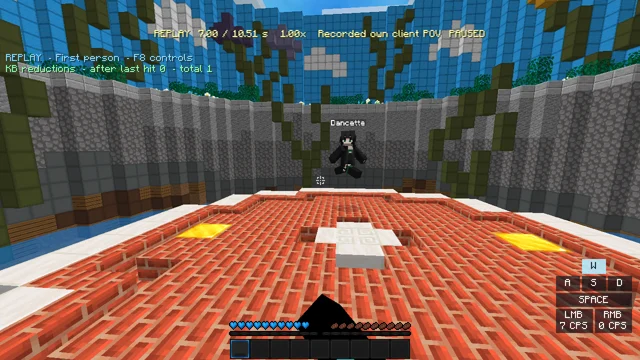 REPLAY 7.00 / 10.51 s 1.00x Recorded own client POV PAUSED
REPLAY - First person - F8 controls
KB reductions - after last hit 0 - total 1
Dancette
W
A S D
SPACE
LMB RMB
7 CPS 0 CPS